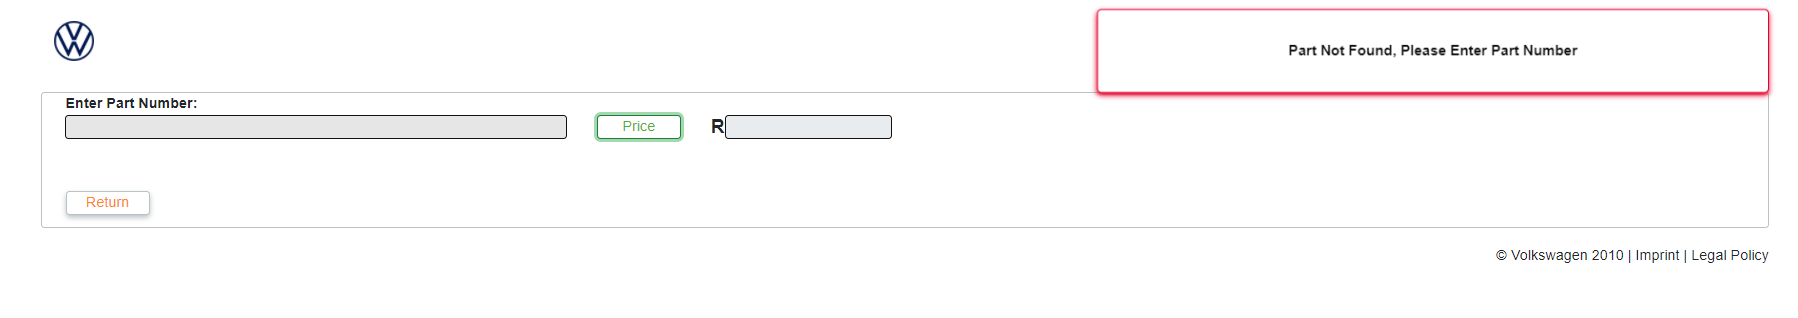 Part Not Found, Please Enter Part Number
Enter Part Number:
Price
R
Return
© Volkswagen 2010 | Imprint | Legal Policy